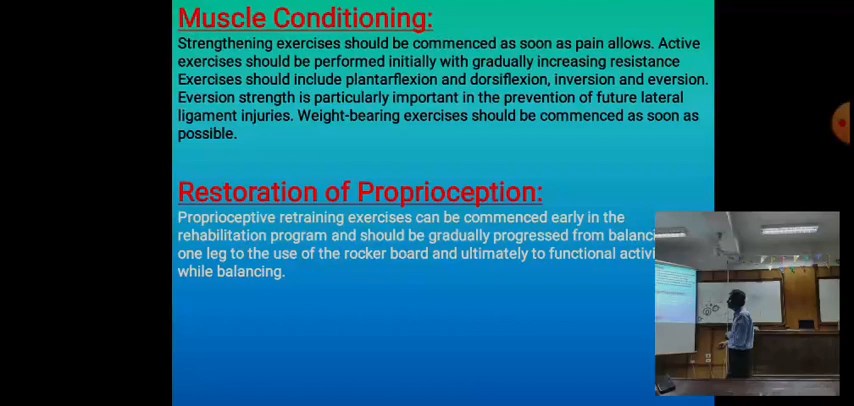 Muscle Conditioning:
Strengthening exercises should be commenced as soon as pain allows. Active
exercises should be performed initially with gradually increasing resistance
Exercises should include plantarflexion and dorsiflexion, inversion and eversion.
Eversion strength is particularly important in the prevention of future lateral
ligament injuries. Weight-bearing exercises should be commenced as soon as
possible.
Restoration of Proprioception:
Proprioceptive retraining exercises can be commenced early in the
rehabilitation program and should be gradually progressed from
one leg to the use of the rocker board and ultimately to functional
while balancing.